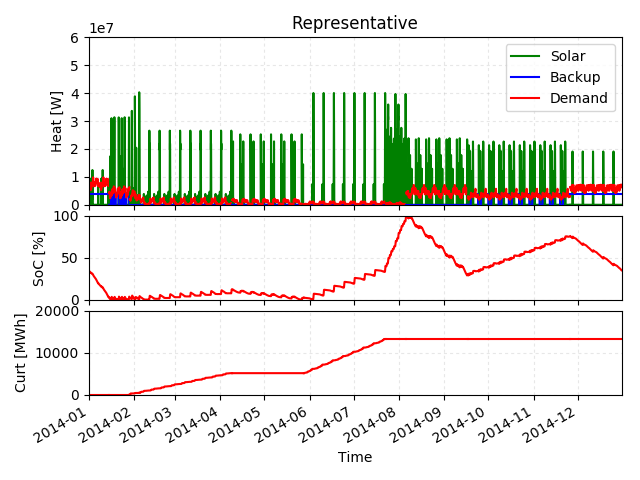 Representative
1e7
6
5
4
3
2
1
0
Heat [W]
Solar
Backup
Demand
100
50
0
SoC [%]
20000
10000
0
Curt [MWh]
2014-01
2014-02
2014-03
2014-04
2014-05
2014-06
2014-07
2014-08
2014-09
2014-10
2014-11
2014-12
Time